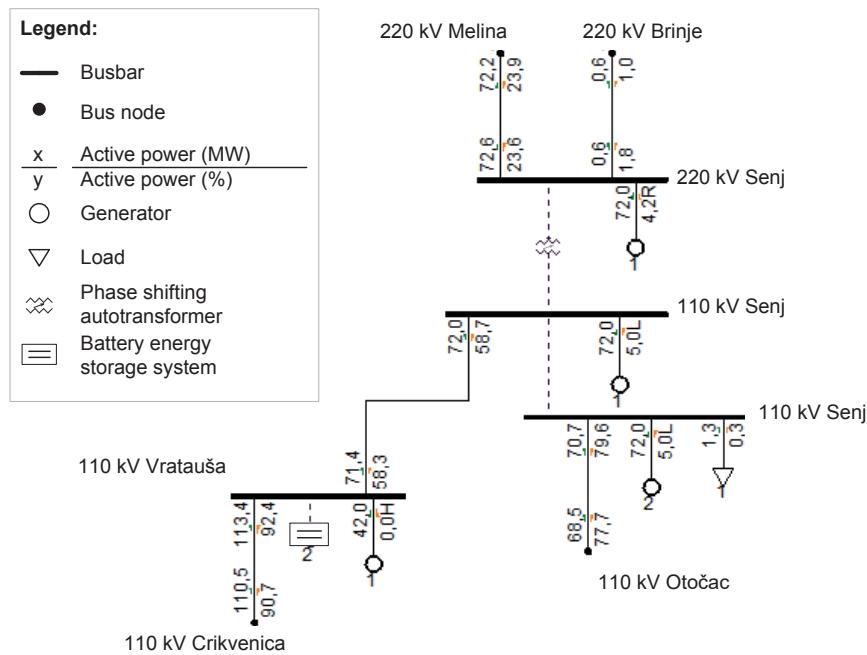 Legend:
Busbar
Bus node
x Active power (MW)
y Active power (%)
Generator
Load
Phase shifting
autotransformer
Battery energy
storage system
220 kV Melina
220 kV Brinje
72,2
23,9
0,6
1,0
72,6
23,6
0,6
1,8
220 kV Senj
72,0
4,2R
1
110 kV Senj
72,0
58,7
72,0
5,0L
1
110 kV Senj
70,7
79,6
72,0
5,0L
1,3
0,3
2
1
68,5
77,7
110 kV Otočac
110 kV Vratauša
71,4
58,3
113,4
92,4
2
42,0
0,0H
1
110,5
90,7
110 kV Crikvenica